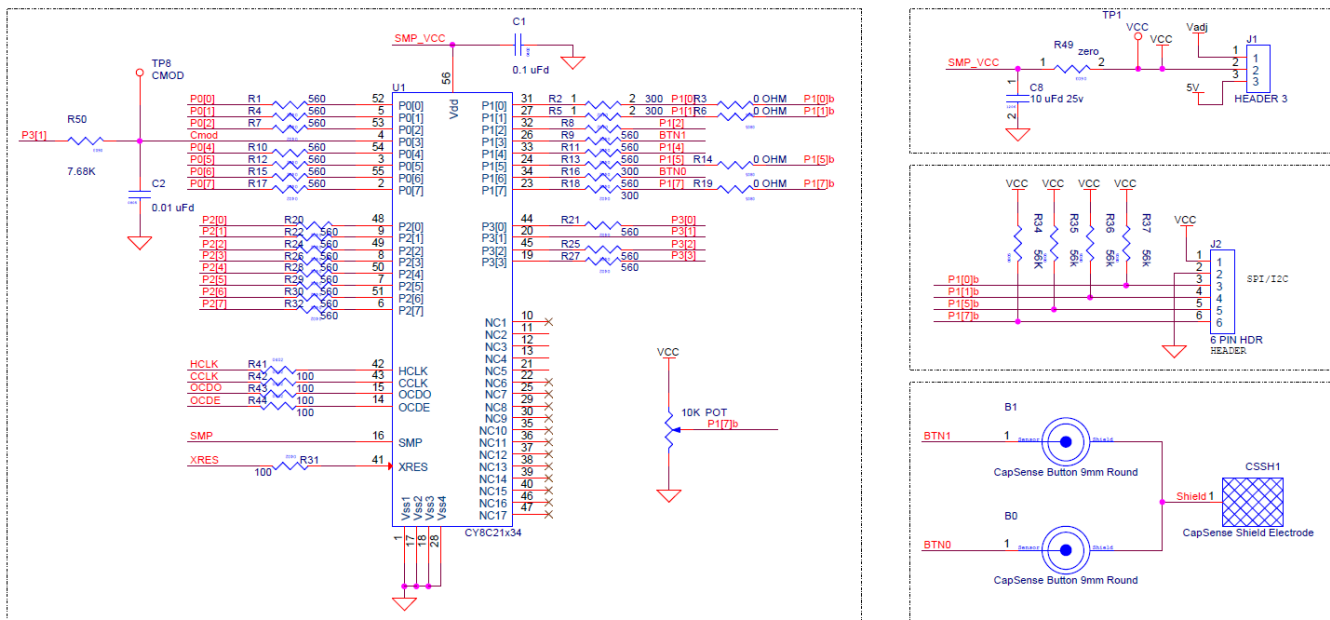 SMP_VCC
C1
0.1 uFd
TP8
CMOD
U1
56
Vdd
P0[0] R1 560 52 P0[0]
P0[1] R4 560 5 P0[1]
P0[2] R7 560 53 P0[2]
Cmod 4 P0[3]
P0[4] R10 560 54 P0[4]
P0[5] R12 560 3 P0[5]
P0[6] R15 560 55 P0[6]
P0[7] R17 560 2 P0[7]
P3[1]
R50
7.68K
C2
0.01 uFd
P1[0] 31 R2 1 2 300 P1[0] R3 0 OHM P1[0]b
P1[1] 27 R5 1 2 300 P1[1] R6 0 OHM P1[1]b
P1[2] 32 R8 P1[2]
P1[3] 26 R9 560 BTN1
P1[4] 33 R11 560 P1[4]
P1[5] 24 R13 560 P1[5] R14 0 OHM P1[5]b
P1[6] 34 R16 300 BTN0
P1[7] 23 R18 560 P1[7] R19 0 OHM P1[7]b
300
P2[0] R20 48 P2[0]
P2[1] R22 560 9 P2[1]
P2[2] R24 560 49 P2[2]
P2[3] R26 560 8 P2[3]
P2[4] R28 560 50 P2[4]
P2[5] R29 560 7 P2[5]
P2[6] R30 560 51 P2[6]
P2[7] R32 560 6 P2[7]
560
P3[0] 44 R21 P3[0]
P3[1] 20 560 P3[1]
P3[2] 45 R25 P3[2]
P3[3] 19 R27 560 P3[3]
560
NC1 10
NC2 11
NC3 12
NC4 13
NC5 21
NC6 22
NC7 25
NC8 29
NC9 30
NC10 35
NC11 36
NC12 37
NC13 38
NC14 39
NC15 40
NC16 46
NC17 47
HCLK R41 42 HCLK
CCLK R42 100 43 CCLK
OCDO R43 100 15 OCDO
OCDE R44 100 14 OCDE
100
SMP 16 SMP
XRES 100 R31 41 XRES
Vss1 Vss2 Vss3 Vss4
1 17 18 28
CY8C21x34
VCC
10K POT
P1[7]b
TP1
VCC
VCC
Vadj
J1
R49
zero
SMP_VCC 1 2
1
2
3
1
2
3
5V
HEADER 3
1
C8
10 uFd 25v
2
VCC VCC VCC VCC
R34 R35 R36 R37
56K 56k 56k 56k
VCC
J2
1 1
2 2
P1[0]b 3 3
P1[1]b 4 4
P1[5]b 5 5
P1[7]b 6 6
SPI/I2C
6 PIN HDR
HEADER
B1
BTN1 1 Sensor Shield
CapSense Button 9mm Round
CSSH1
Shield 1
CapSense Shield Electrode
B0
BTN0 1 Sensor Shield
CapSense Button 9mm Round